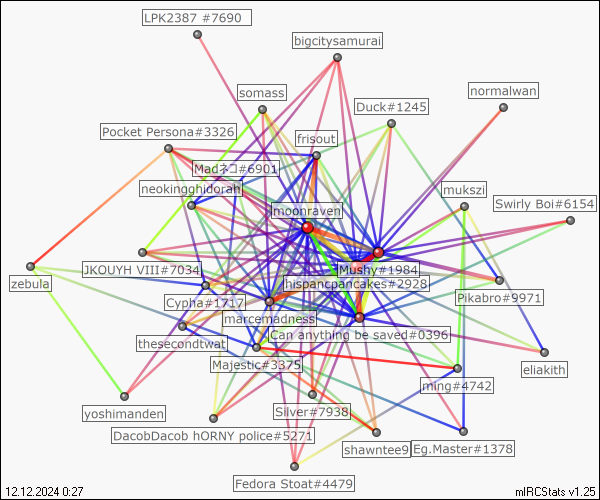 LPK2387 #7690
bigcitysamurai
normalwan
somass
Duck#1245
Pocket Persona#3326
frisout
Madネコ#6901
neokingghidorah
mukszi
Swirly Boi#6154
moonraven
JKOUYH VIII#7034
Mushy#1984
zebula
hispancpancakes#2928
Pikabro#9971
Cypha#1717
marcemadness
thesecondtwat
Can anything be saved#0396
Majestic#3375
eliakith
ming#4742
yoshimanden
Silver#7938
DacobDacob hORNY police#5271
shawntee9
Eg.Master#1378
Fedora Stoat#4479
12.12.2024 0:27
mIRCStats v1.25